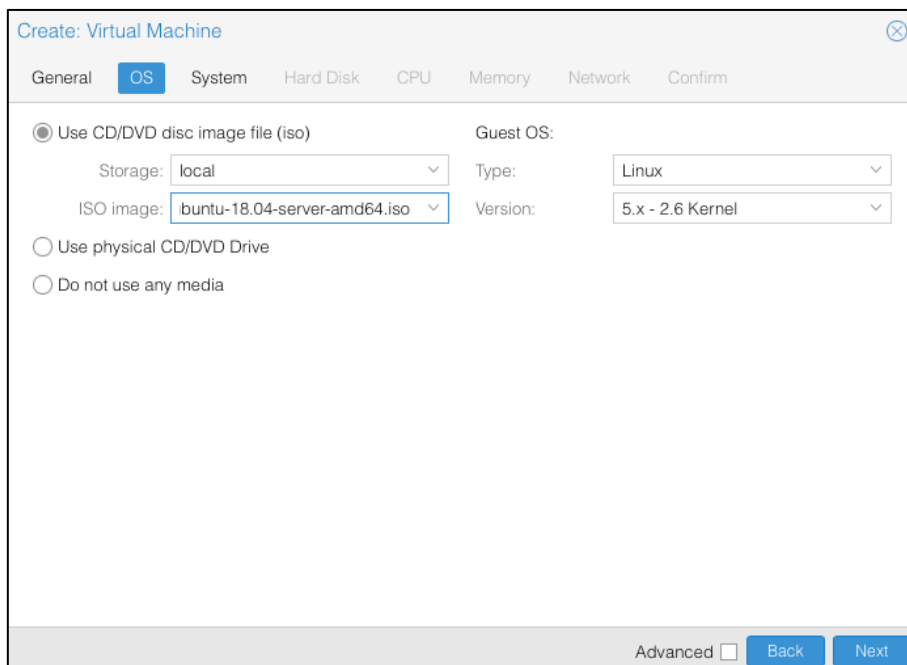 Create: Virtual Machine
General OS System Hard Disk CPU Memory Network Confirm
Use CD/DVD disc image file (iso) Guest OS:
Storage: local Type: Linux
ISO image: buntu-18.04-server-amd64.iso Version: 5.x - 2.6 Kernel
Use physical CD/DVD Drive
Do not use any media
Advanced Back Next